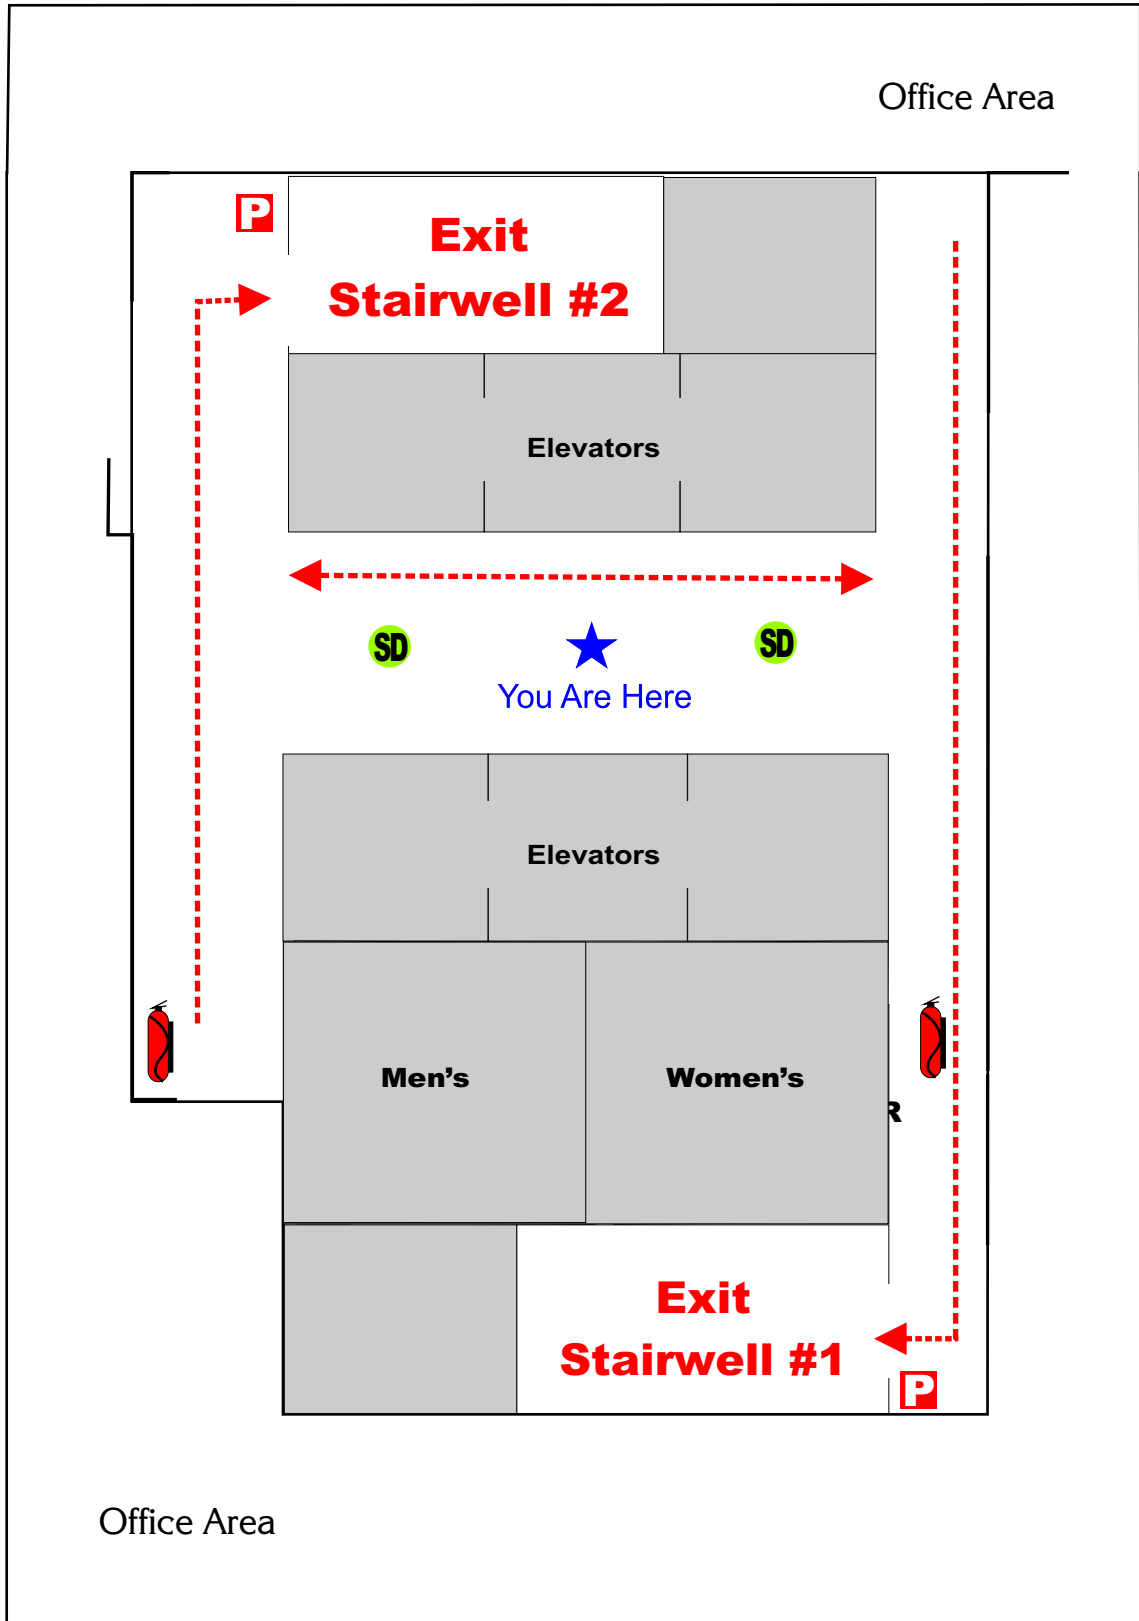 Office Area
P
Exit
Stairwell #2
Elevators
SD
SD
You Are Here
Elevators
Men’s
Women’s
R
Exit
Stairwell #1
P
Office Area